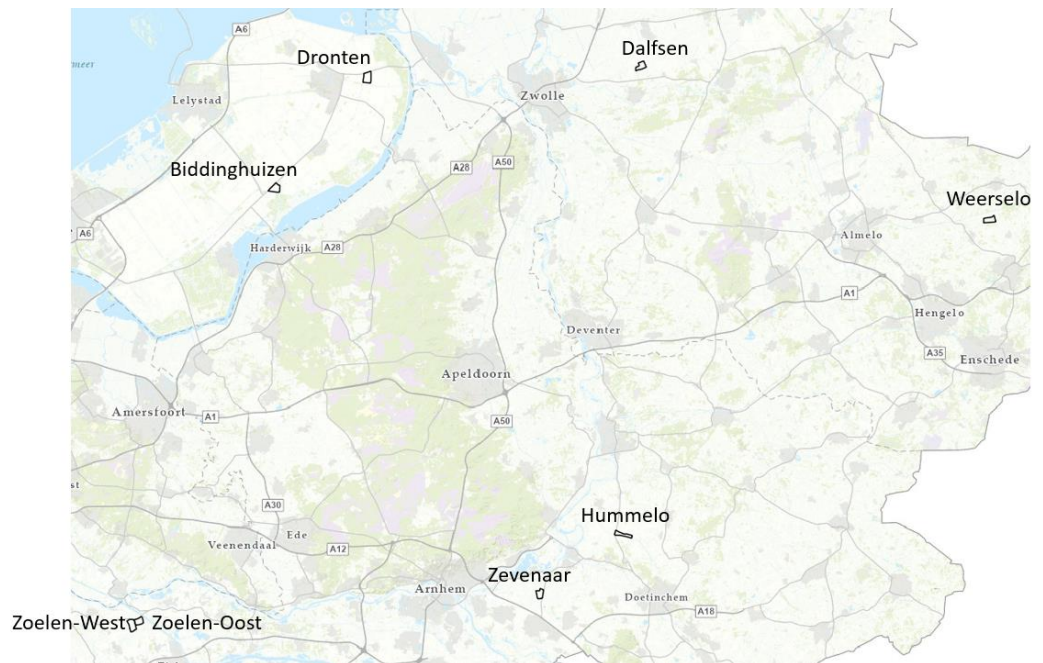 A6
Dalfsen
Dronten
meer
Zwolle
Lelystad
A28
A50
Biddinghuizen
Weerselo
A6
Almelo
Harderwijk
A28
A1
Hengelo
Deventer
A35
Enschede
Apeldoorn
Amersfoort
A1
A50
st
A30
Hummelo
Ede
Veenendaal
A12
Zevenaar
Arnhem
Doetinchem
A18
Zoelen-West
Zoelen-Oost